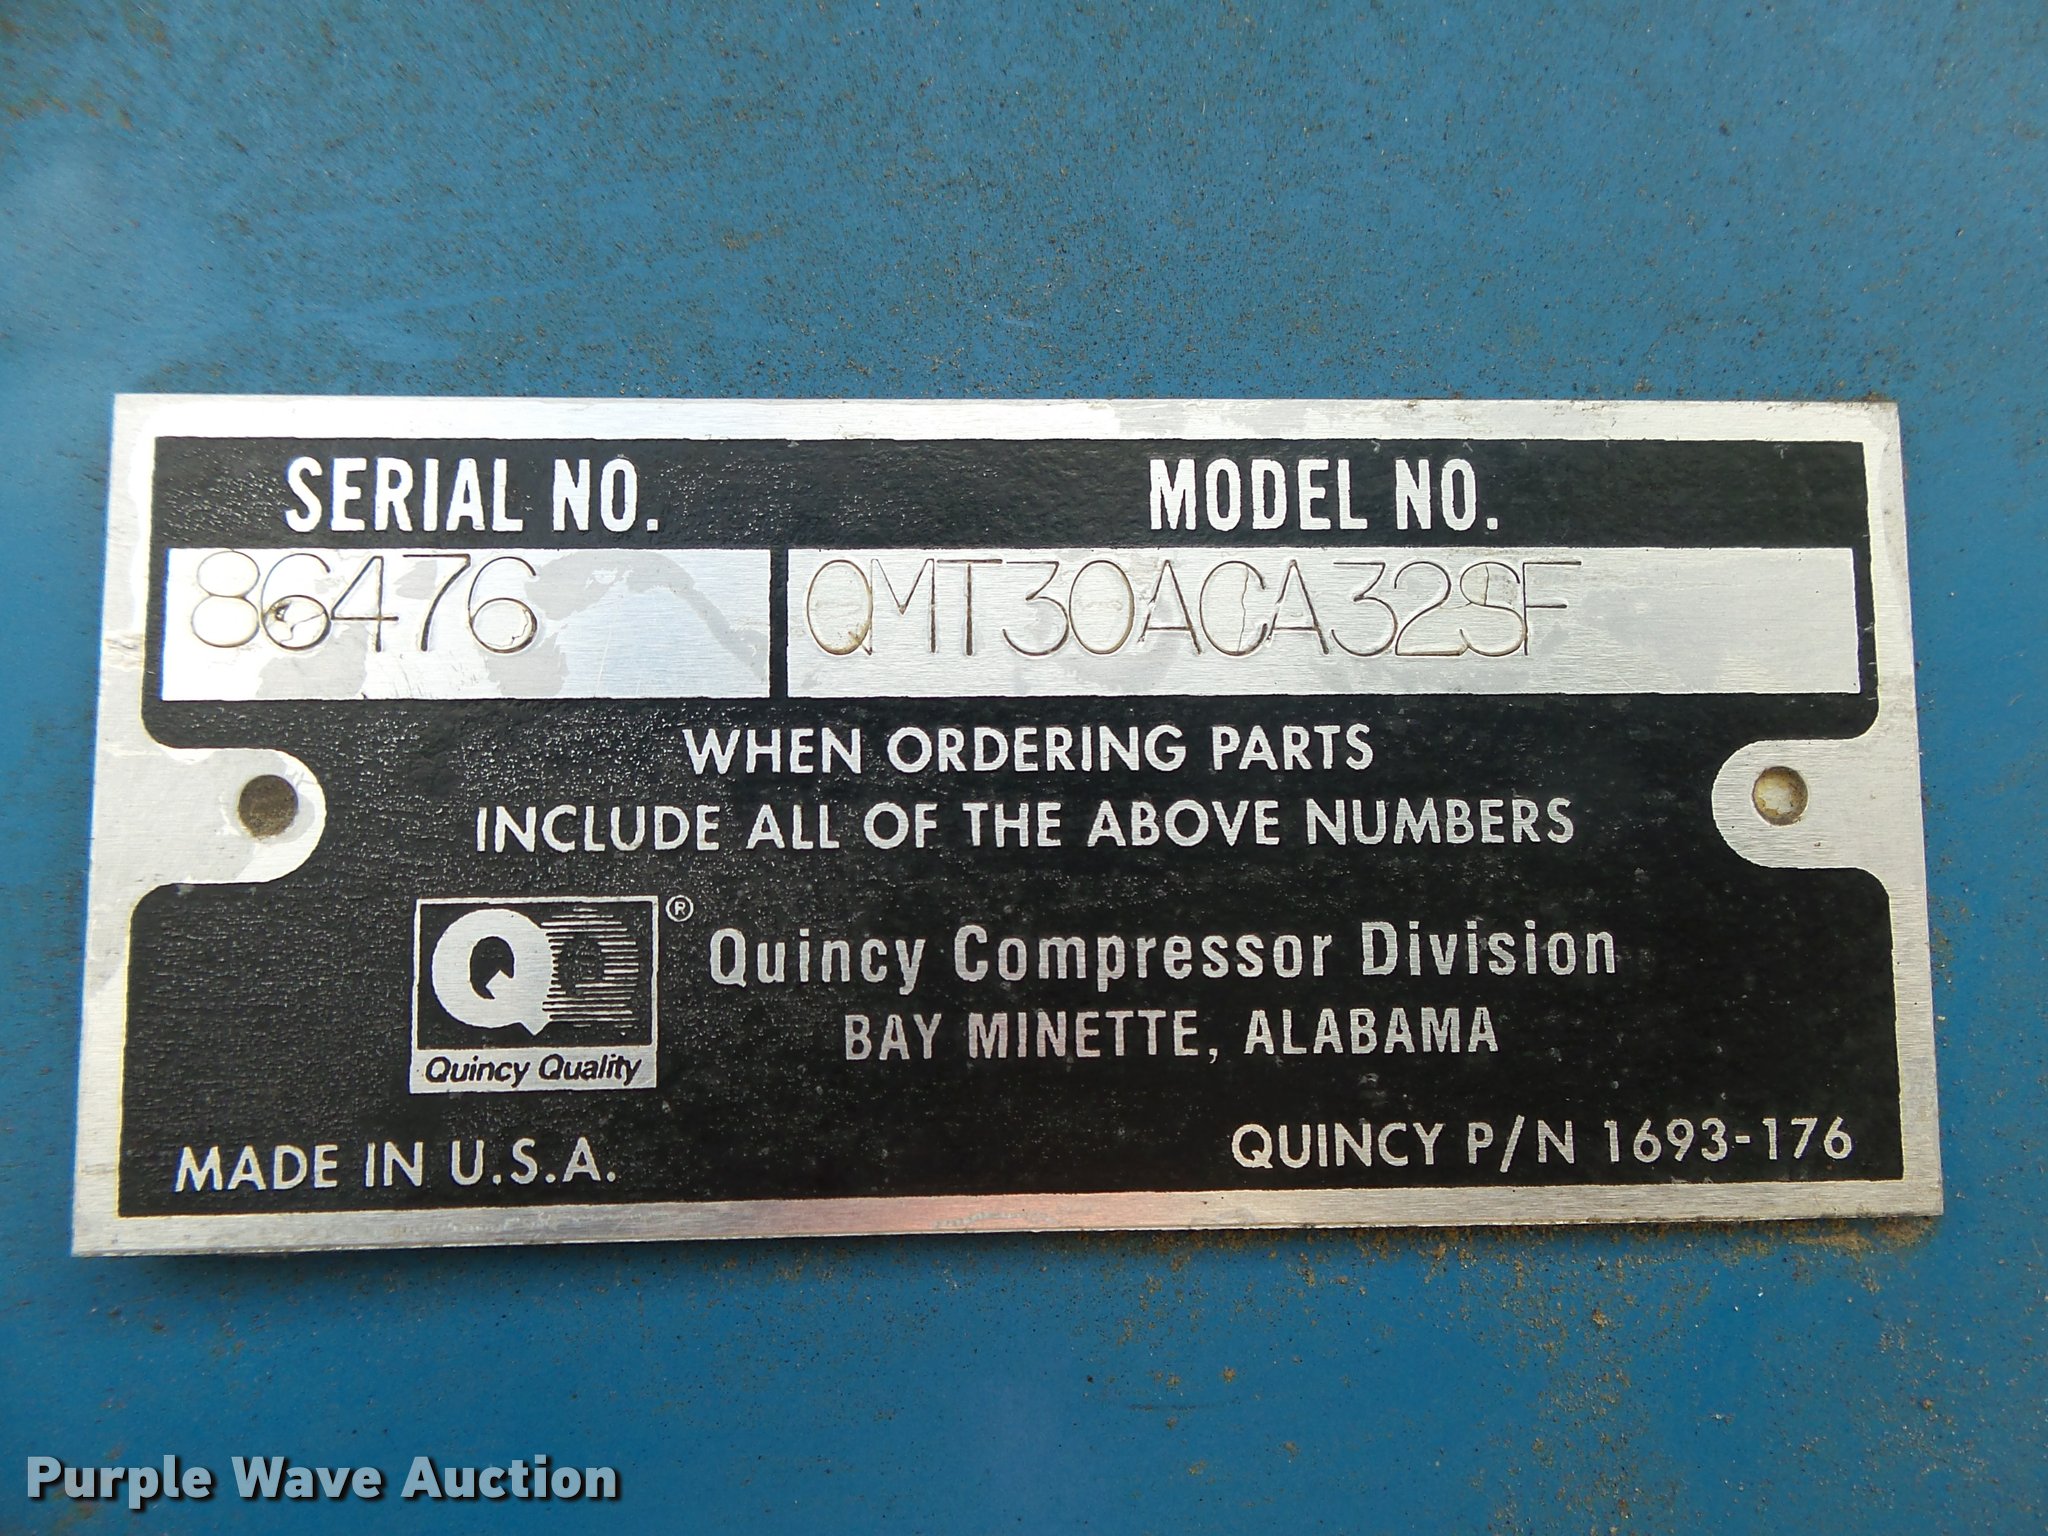 SERIAL NO. MODEL NO.
86476 QMT30ACA32SF
WHEN ORDERING PARTS
INCLUDE ALL OF THE ABOVE NUMBERS
Q ®
Quincy Quality
Quincy Compressor Division
BAY MINETTE, ALABAMA
MADE IN U.S.A.
QUINCY P/N 1693-176
Purple Wave Auction